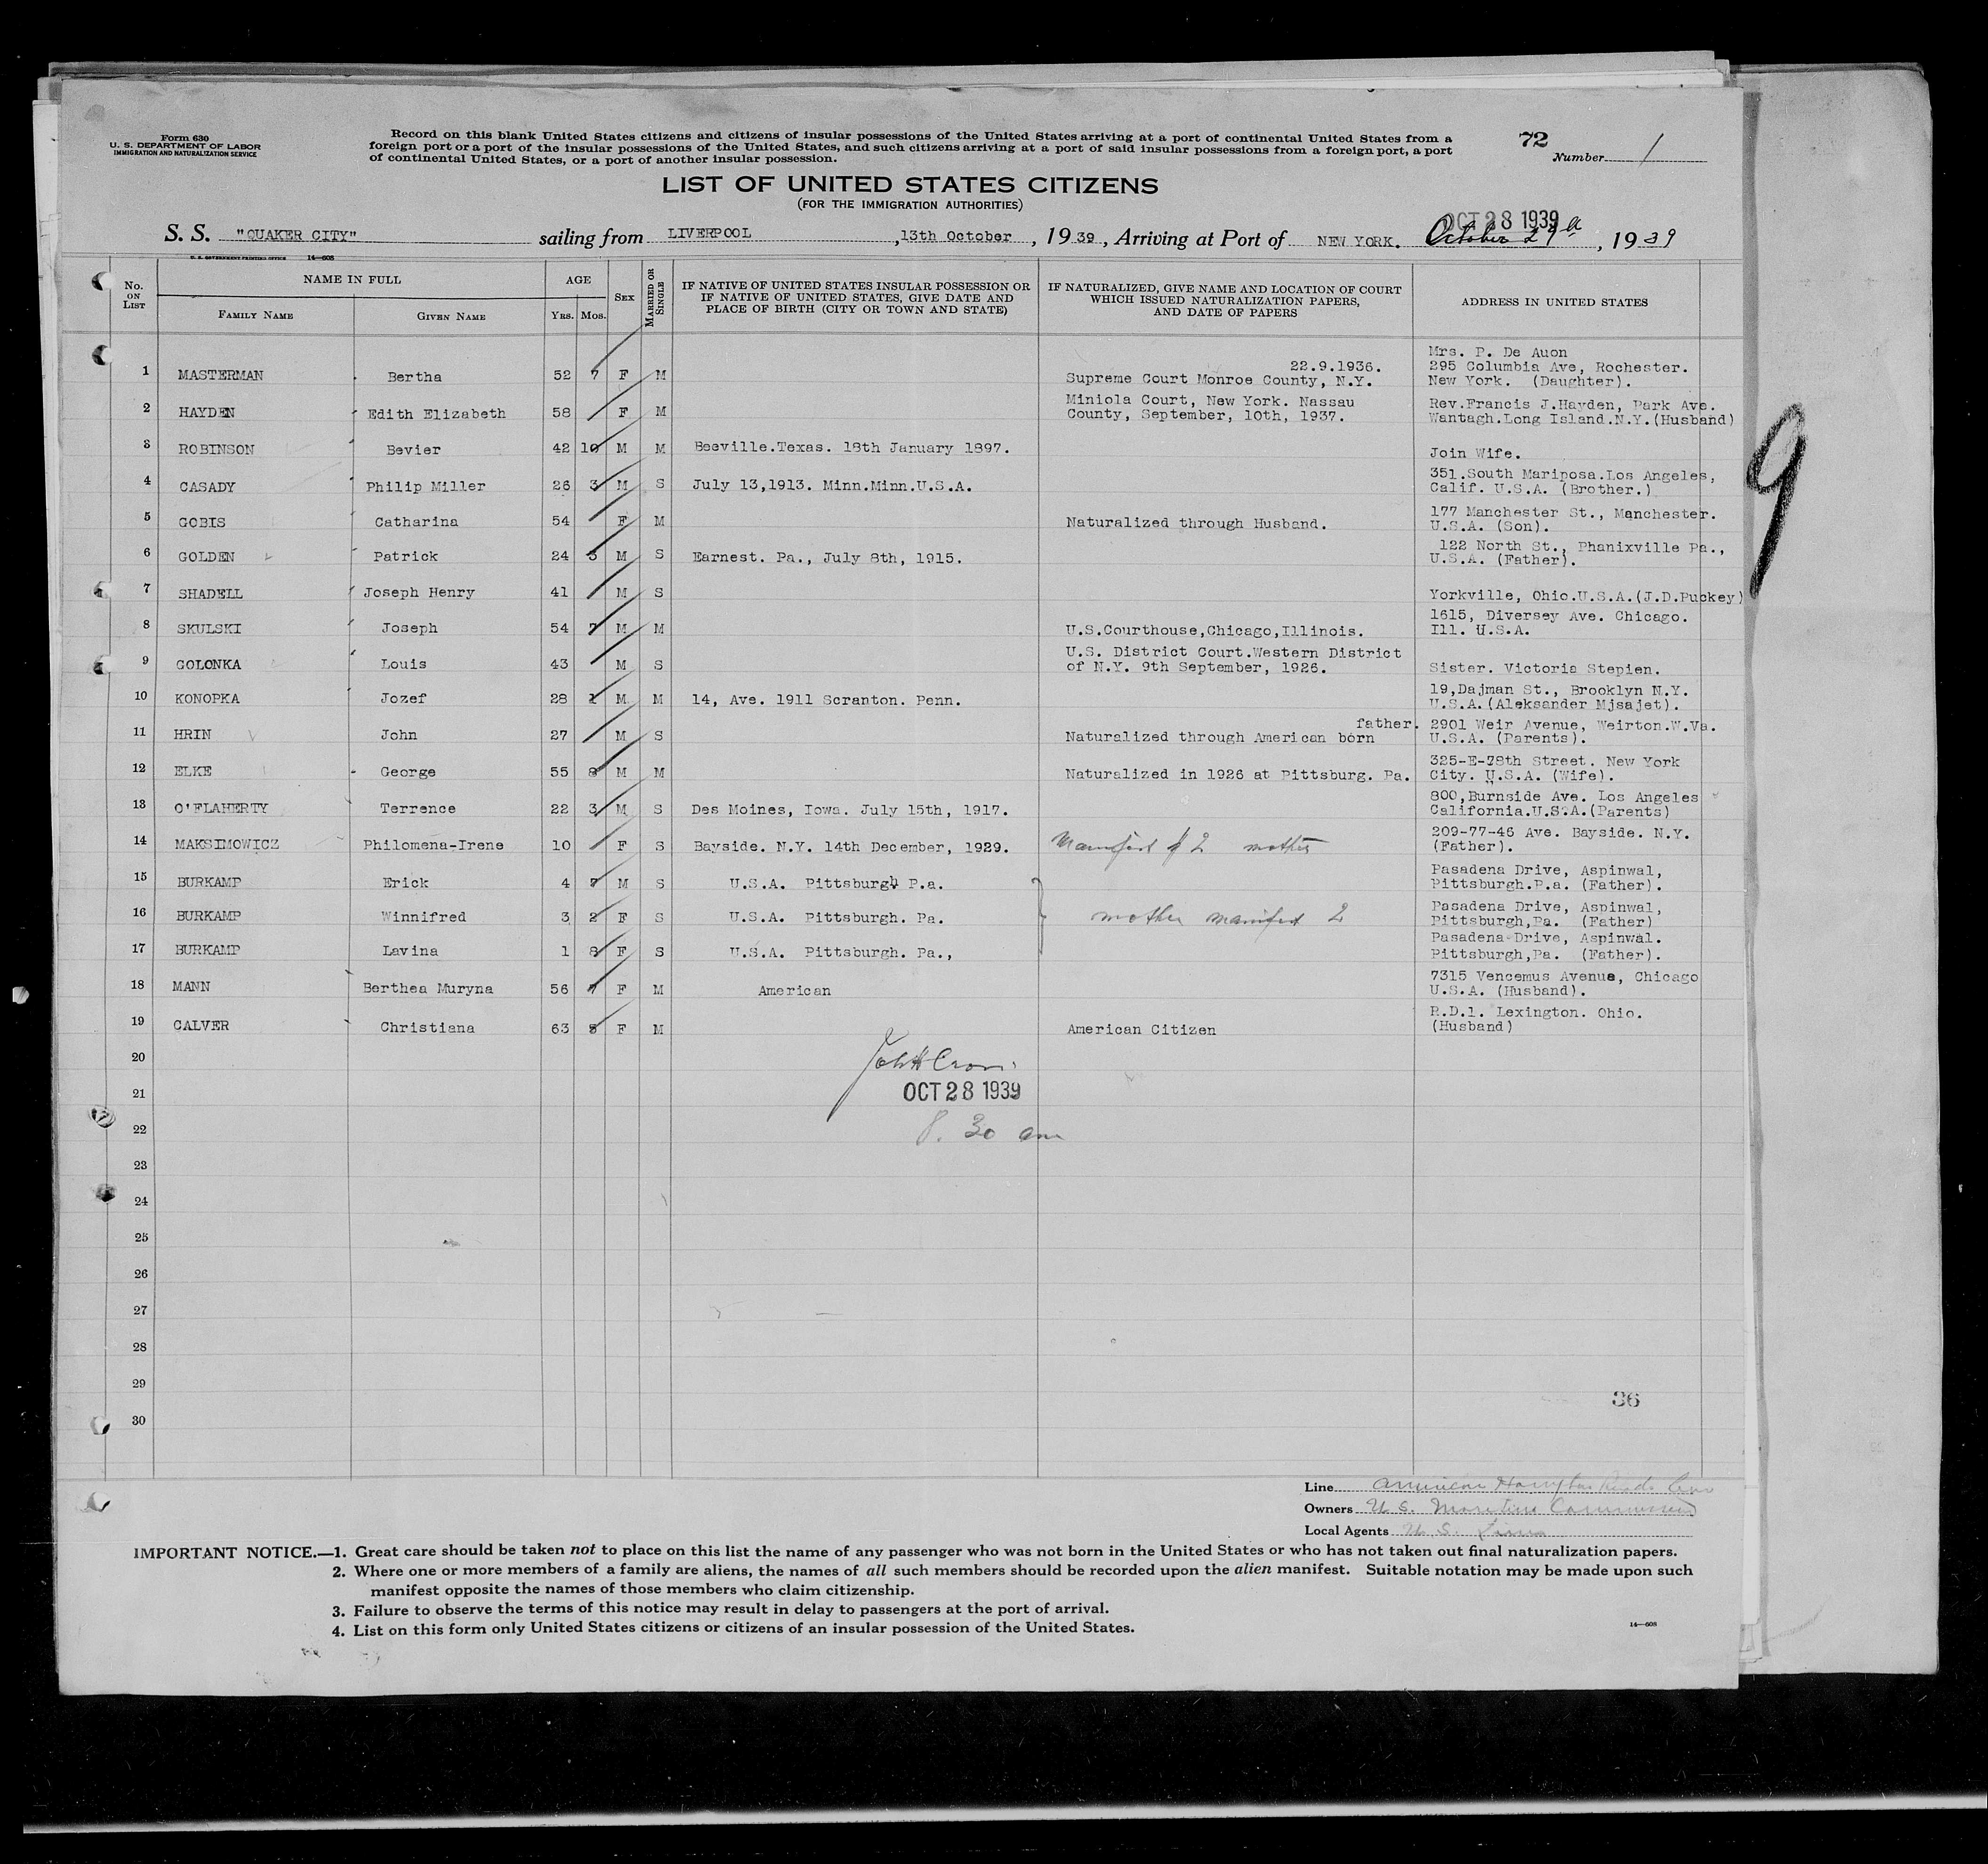 Form 630
U. S. DEPARTMENT OF LABOR
IMMIGRATION AND NATURALIZATION SERVICE
Record on this blank United States citizens and citizens of insular possessions of the United States arriving at a port of continental United States from a
foreign port or a port of the insular possessions of the United States, and such citizens arriving at a port of said insular possessions from a foreign port, a port
of continental United States, or a port of another insular possession.
72
Number 1
LIST OF UNITED STATES CITIZENS
(FOR THE IMMIGRATION AUTHORITIES)
OCT 28 1939
S. S. "QUAKER CITY" sailing from LIVERPOOL ,13th October , 1939, Arriving at Port of NEW YORK. October 29th, 1939
U. S. GOVERNMENT PRINTING OFFICE 14—608
No. ON LIST NAME IN FULL FAMILY NAME GIVEN NAME AGE YRS. MOS. SEX MARRIED OR SINGLE
IF NATIVE OF UNITED STATES INSULAR POSSESSION OR
IF NATIVE OF UNITED STATES, GIVE DATE AND
PLACE OF BIRTH (CITY OR TOWN AND STATE)
IF NATURALIZED, GIVE NAME AND LOCATION OF COURT
WHICH ISSUED NATURALIZATION PAPERS,
AND DATE OF PAPERS
ADDRESS IN UNITED STATES
1 MASTERMAN Bertha 52 7 F M 22.9.1936. Supreme Court Monroe County, N.Y. Mrs. P. De Auon
295 Columbia Ave, Rochester.
New York. (Daughter).
2 HAYDEN Edith Elizabeth 58 F M Miniola Court, New York. Nassau
County, September, 10th, 1937. Rev.Francis J.Hayden, Park Ave.
Wantagh.Long Island.N.Y.(Husband)
3 ROBINSON Bevier 42 10 M M Beeville.Texas. 18th January 1897. Join Wife.
4 CASADY Philip Miller 26 3 M S July 13,1913. Minn.Minn.U.S.A. 351.South Mariposa.Los Angeles,
Calif. U.S.A. (Brother.)
5 GOBIS Catharina 54 F M Naturalized through Husband. 177 Manchester St., Manchester.
U.S.A. (Son).
6 GOLDEN Patrick 24 3 M S Earnest. Pa., July 8th, 1915. 122 North St., Phanixville Pa.,
U.S.A. (Father).
7 SHADELL Joseph Henry 41 M S Yorkville, Ohio.U.S.A.(J.D.Puckey)
8 SKULSKI Joseph 54 7 M M U.S.Courthouse,Chicago,Illinois. 1615, Diversey Ave. Chicago.
Ill. U.S.A.
9 GOLONKA Louis 43 M S U.S. District Court.Western District
of N.Y. 9th September, 1926. Sister. Victoria Stepien.
10 KONOPKA Jozef 28 1 M M 14, Ave. 1911 Scranton. Penn. 19,Dajman St., Brooklyn N.Y.
U.S.A.(Aleksander Mjsajet).
11 HRIN John 27 M S Naturalized through American born father. 2901 Weir Avenue, Weirton.W.Va.
U.S.A. (Parents).
12 ELKE George 55 8 M M Naturalized in 1926 at Pittsburg. Pa. 325-E-78th Street. New York
City. U.S.A. (Wife).
13 O'FLAHERTY Terrence 22 3 M S Des Moines, Iowa. July 15th, 1917. 800,Burnside Ave. Los Angeles
California.U.S.A.(Parents)
14 MAKSIMOWICZ Philomena-Irene 10 F S Bayside. N.Y. 14th December, 1929. Manifest # 2 mother 209-77-46 Ave. Bayside. N.Y.
(Father).
15 BURKAMP Erick 4 7 M S U.S.A. Pittsburgh P.a. Pasadena Drive, Aspinwal,
Pittsburgh.P.a. (Father).
16 BURKAMP Winnifred 3 2 F S U.S.A. Pittsburgh. Pa. mother manifest 2 Pasadena Drive, Aspinwal,
Pittsburgh,Pa. (Father)
17 BURKAMP Lavina 1 8 F S U.S.A. Pittsburgh. Pa., Pasadena Drive, Aspinwal.
Pittsburgh,Pa. (Father).
18 MANN Berthea Muryna 56 7 F M American 7315 Vencemus Avenue, Chicago
U.S.A. (Husband).
19 CALVER Christiana 63 5 F M American Citizen R.D.1. Lexington. Ohio.
(Husband)
20
21 OCT 28 1939
22 8. 30 am
23
24
25
26
27
28
29
36
30
9
Line American Hampton Roads Line
Owners U. S. Maritime Commission
Local Agents U. S. Lines
IMPORTANT NOTICE.—1. Great care should be taken not to place on this list the name of any passenger who was not born in the United States or who has not taken out final naturalization papers.
2. Where one or more members of a family are aliens, the names of all such members should be recorded upon the alien manifest. Suitable notation may be made upon such
manifest opposite the names of those members who claim citizenship.
3. Failure to observe the terms of this notice may result in delay to passengers at the port of arrival.
4. List on this form only United States citizens or citizens of an insular possession of the United States.
14—608